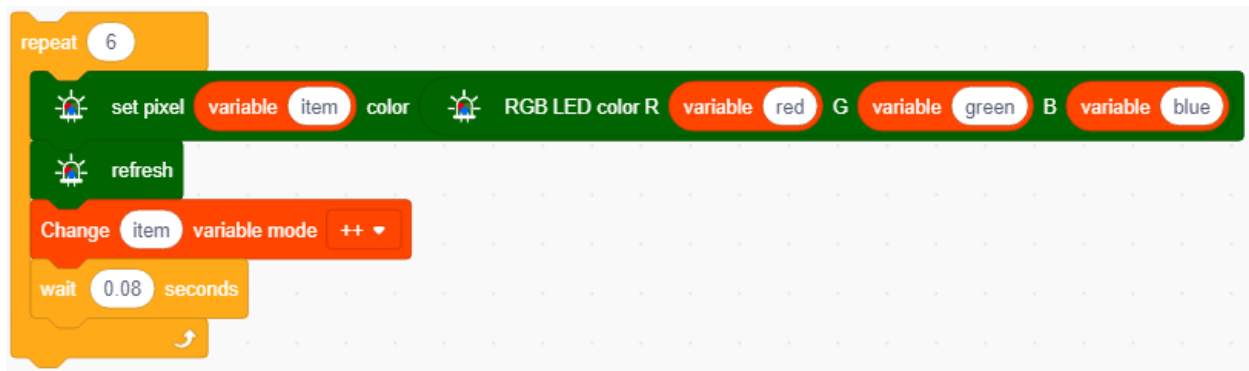 repeat 6
set pixel variable item color RGB LED color R variable red G variable green B variable blue
refresh
Change item variable mode ++
wait 0.08 seconds